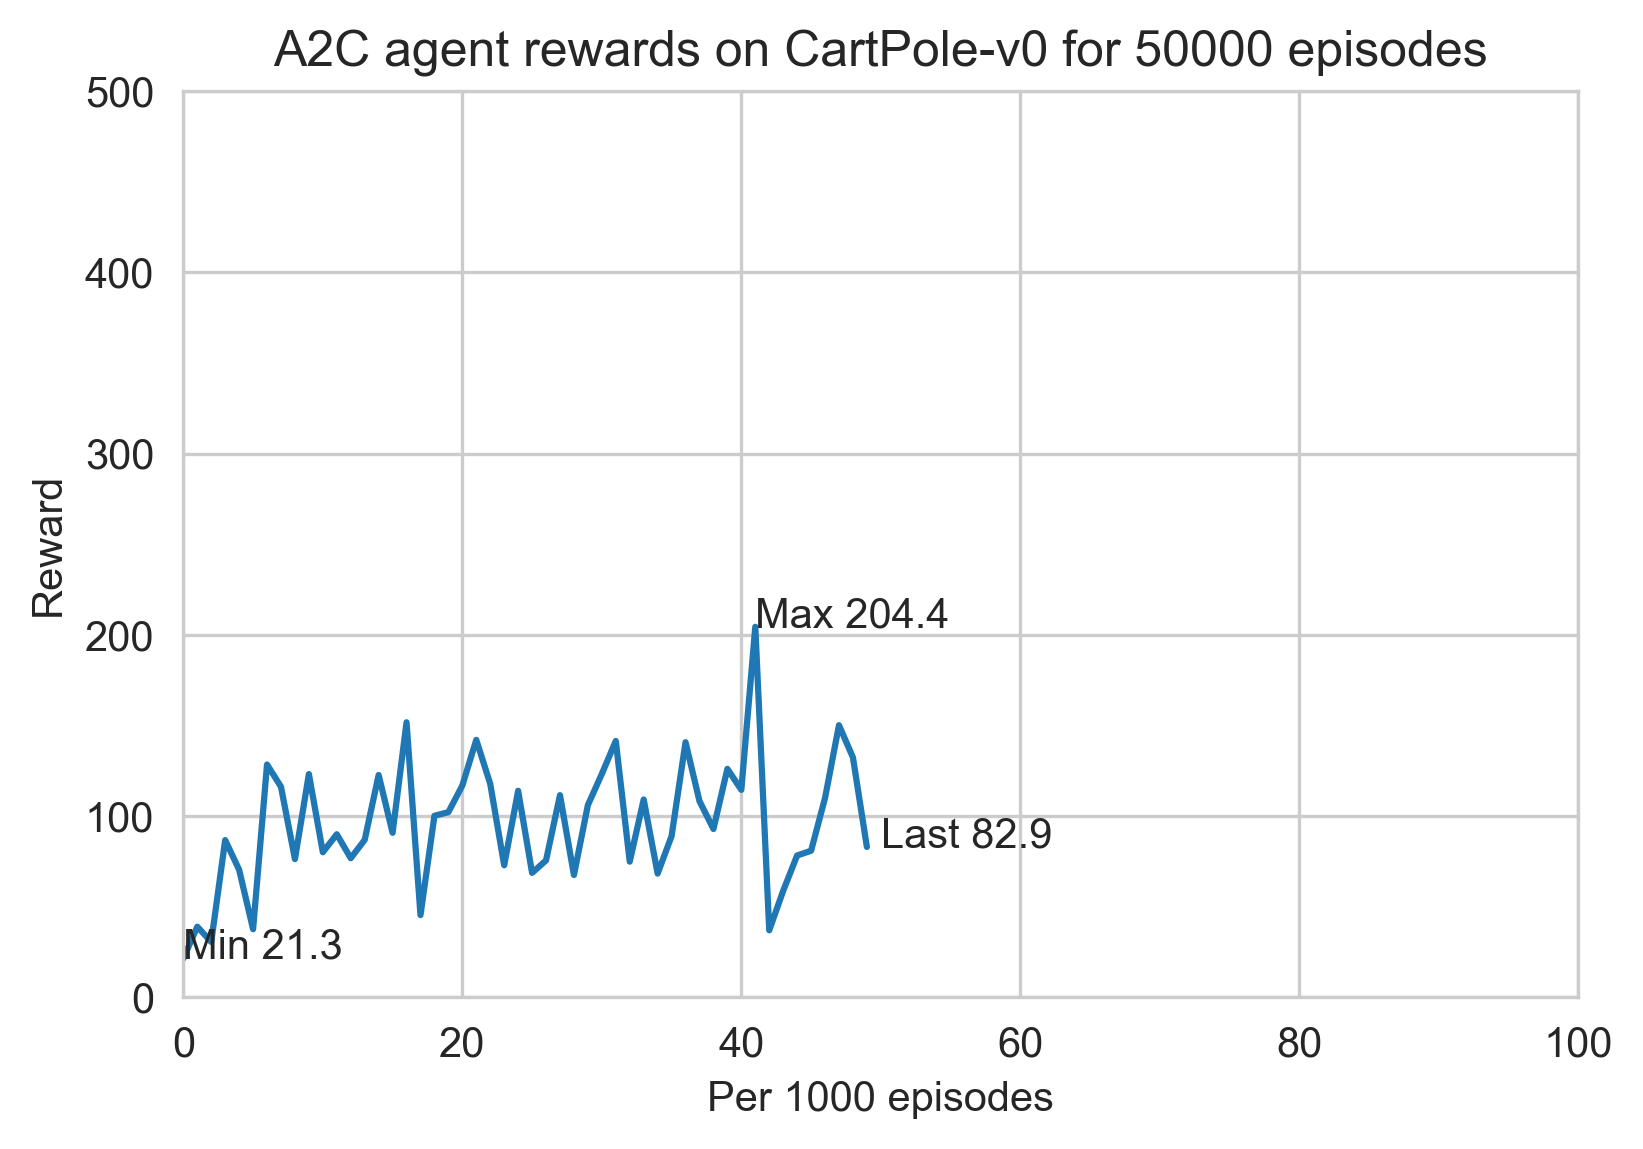 A2C agent rewards on CartPole-v0 for 50000 episodes
500
400
300
200
100
0
Reward
Max 204.4
Last 82.9
Min 21.3
0 20 40 60 80 100
Per 1000 episodes